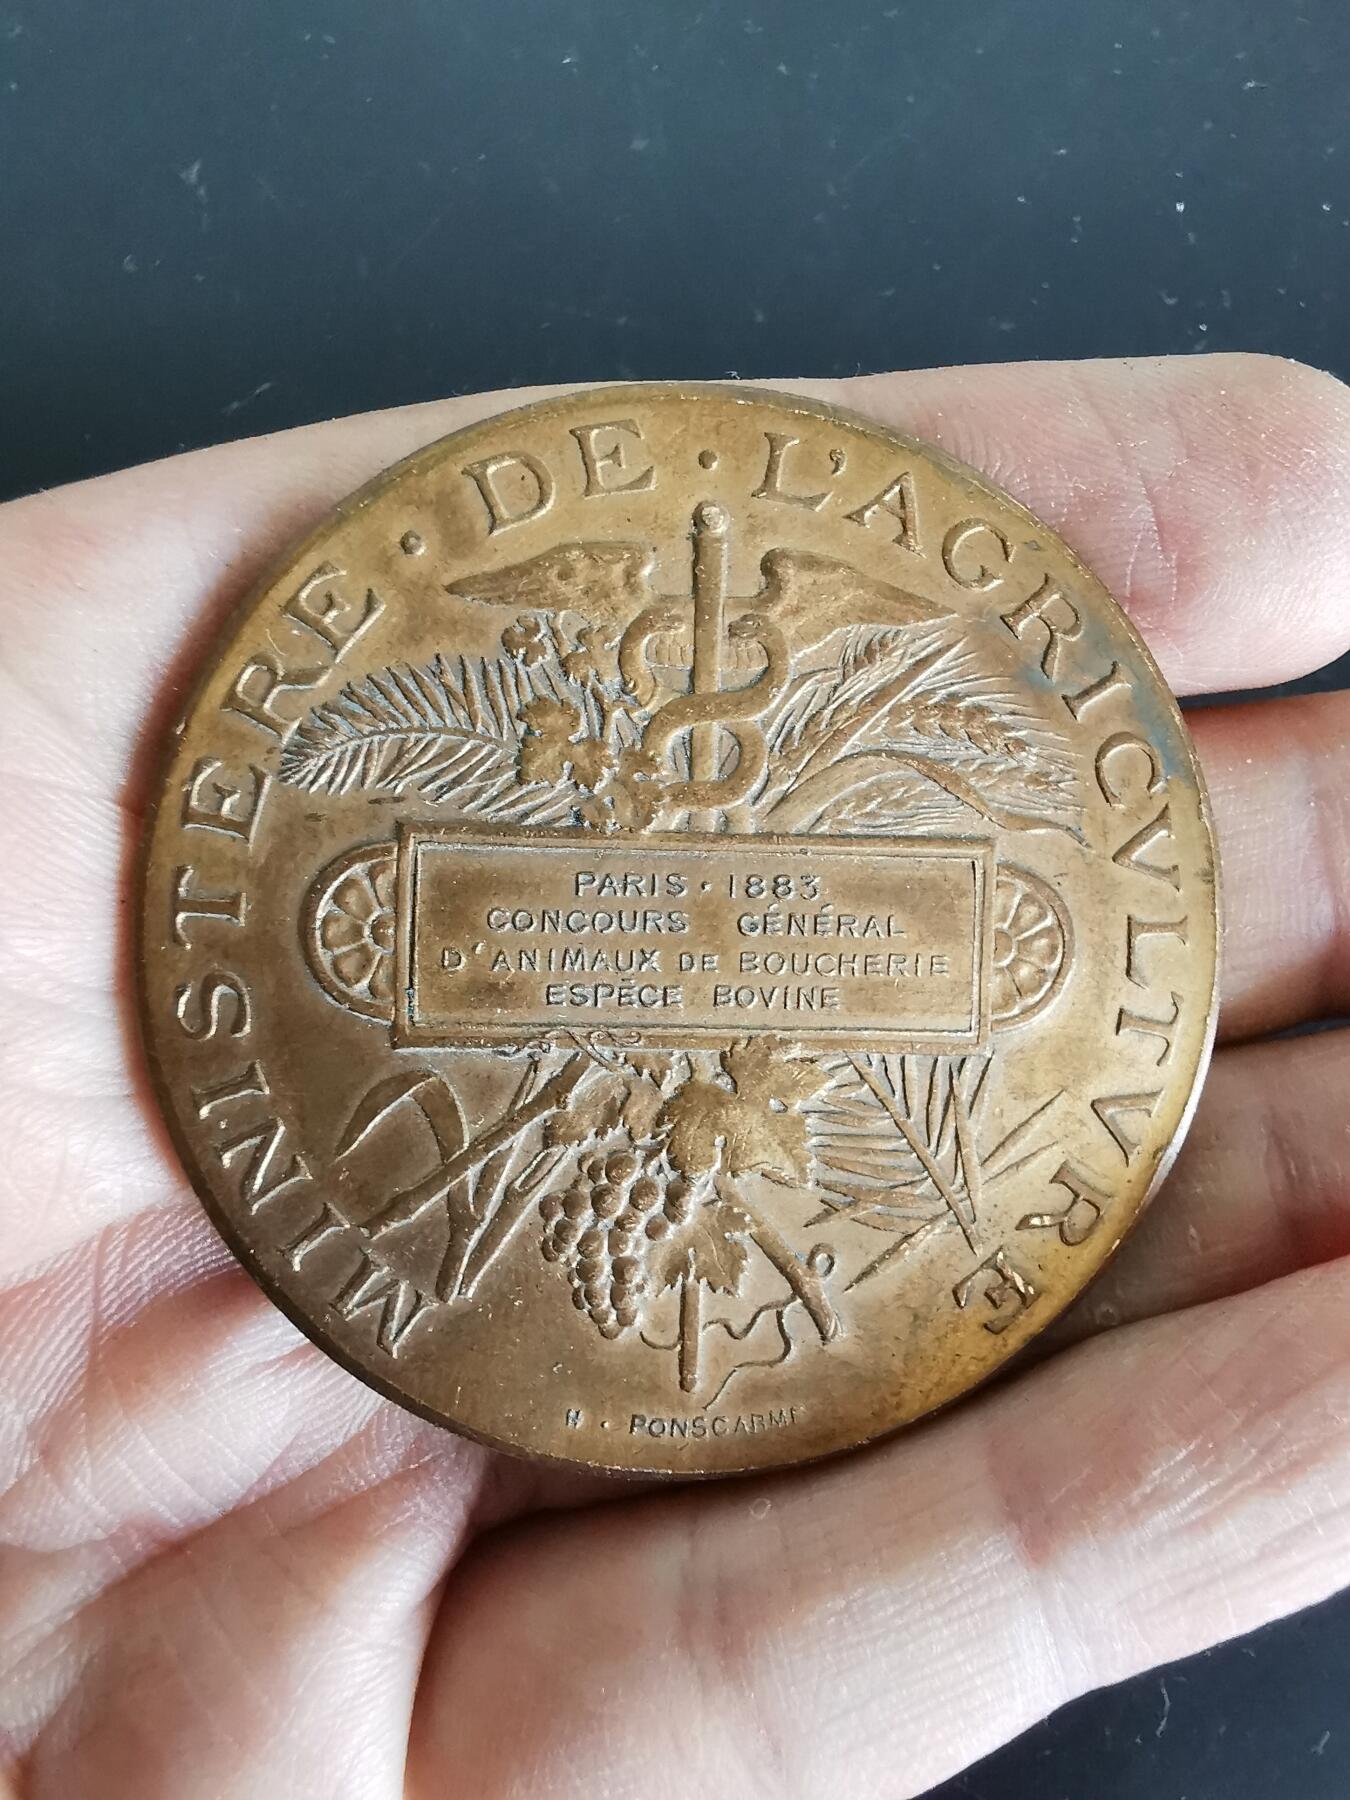 MINISTERE · DE · L'AGRICVLTVRE
PARIS · 1883
CONCOURS GÉNÉRAL
D'ANIMAUX DE BOUCHERIE
ESPÈCE BOVINE
H · PONSCARME